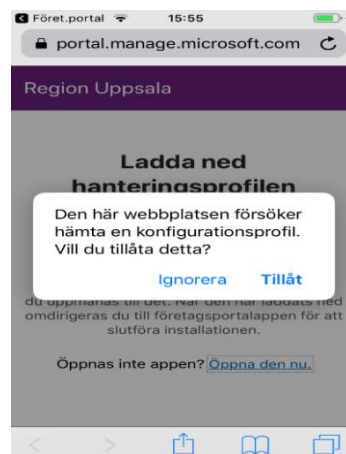 Föret.portal 15:55
portal.manage.microsoft.com
Region Uppsala
Ladda ned
hanteringsprofilen
Den här webbplatsen försöker
hämta en konfigurationsprofil.
Vill du tillåta detta?
Ignorera Tillåt
du uppmanas till det. När den har laddats ned
omdirigeras du till företagsportalappen för att
slutföra installationen.
Öppnas inte appen? Öppna den nu.